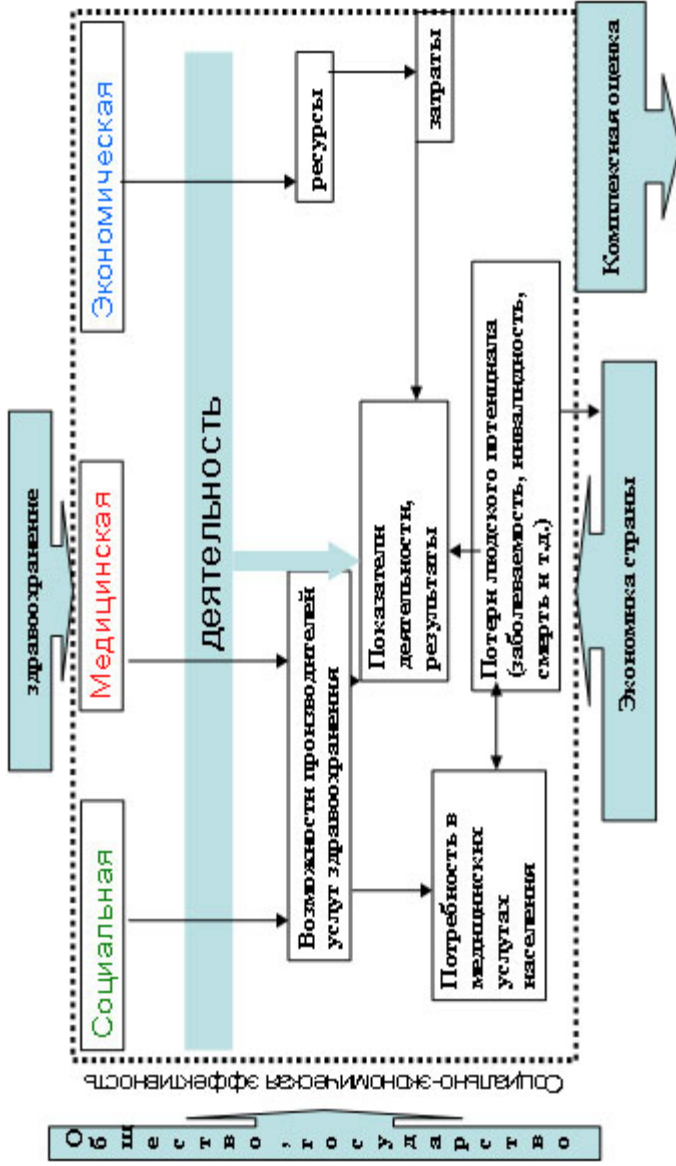 здравоохранение
Социальная
Медицинская
Экономическая
деятельность
Возможности производителей
услуг здравоохранения
ресурсы
Показатели
деятельности,
результаты
затраты
Потребность в
медицинских
услугах
населения
Потери людского потенциала
(заболеваемость, инвалидность,
смерть и т.д.)
Социально-экономическая эффективность
Общество, государство
Экономика страны
Комплексная оценка